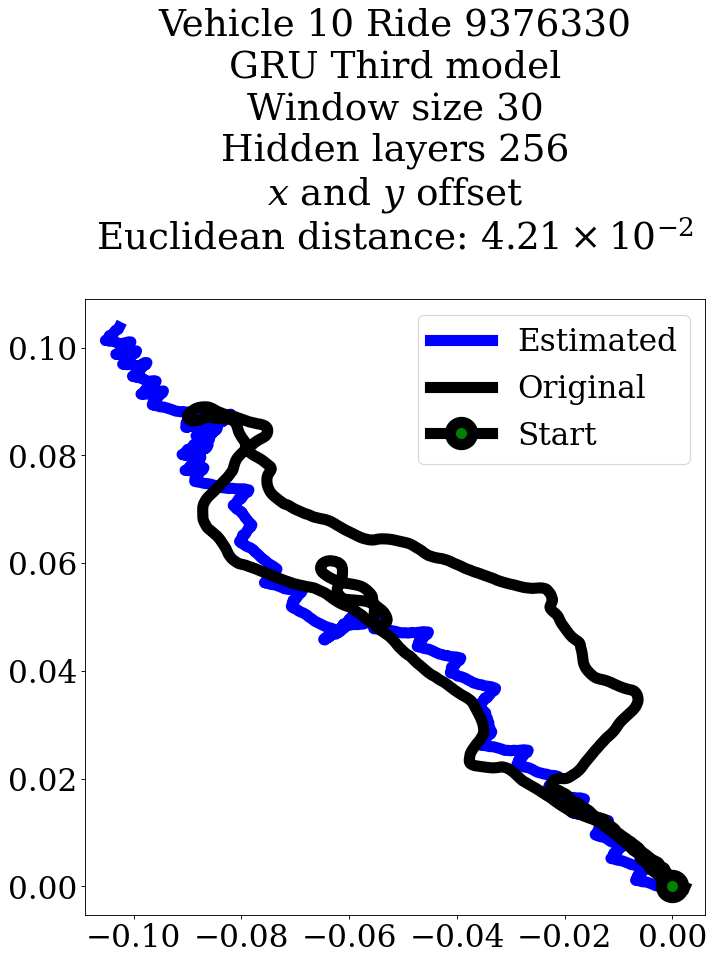 Vehicle 10 Ride 9376330
GRU Third model
Window size 30
Hidden layers 256
x and y offset
Euclidean distance: 4.21 × 10⁻²
Estimated
Original
Start
0.10
0.08
0.06
0.04
0.02
0.00
−0.10 −0.08 −0.06 −0.04 −0.02 0.00